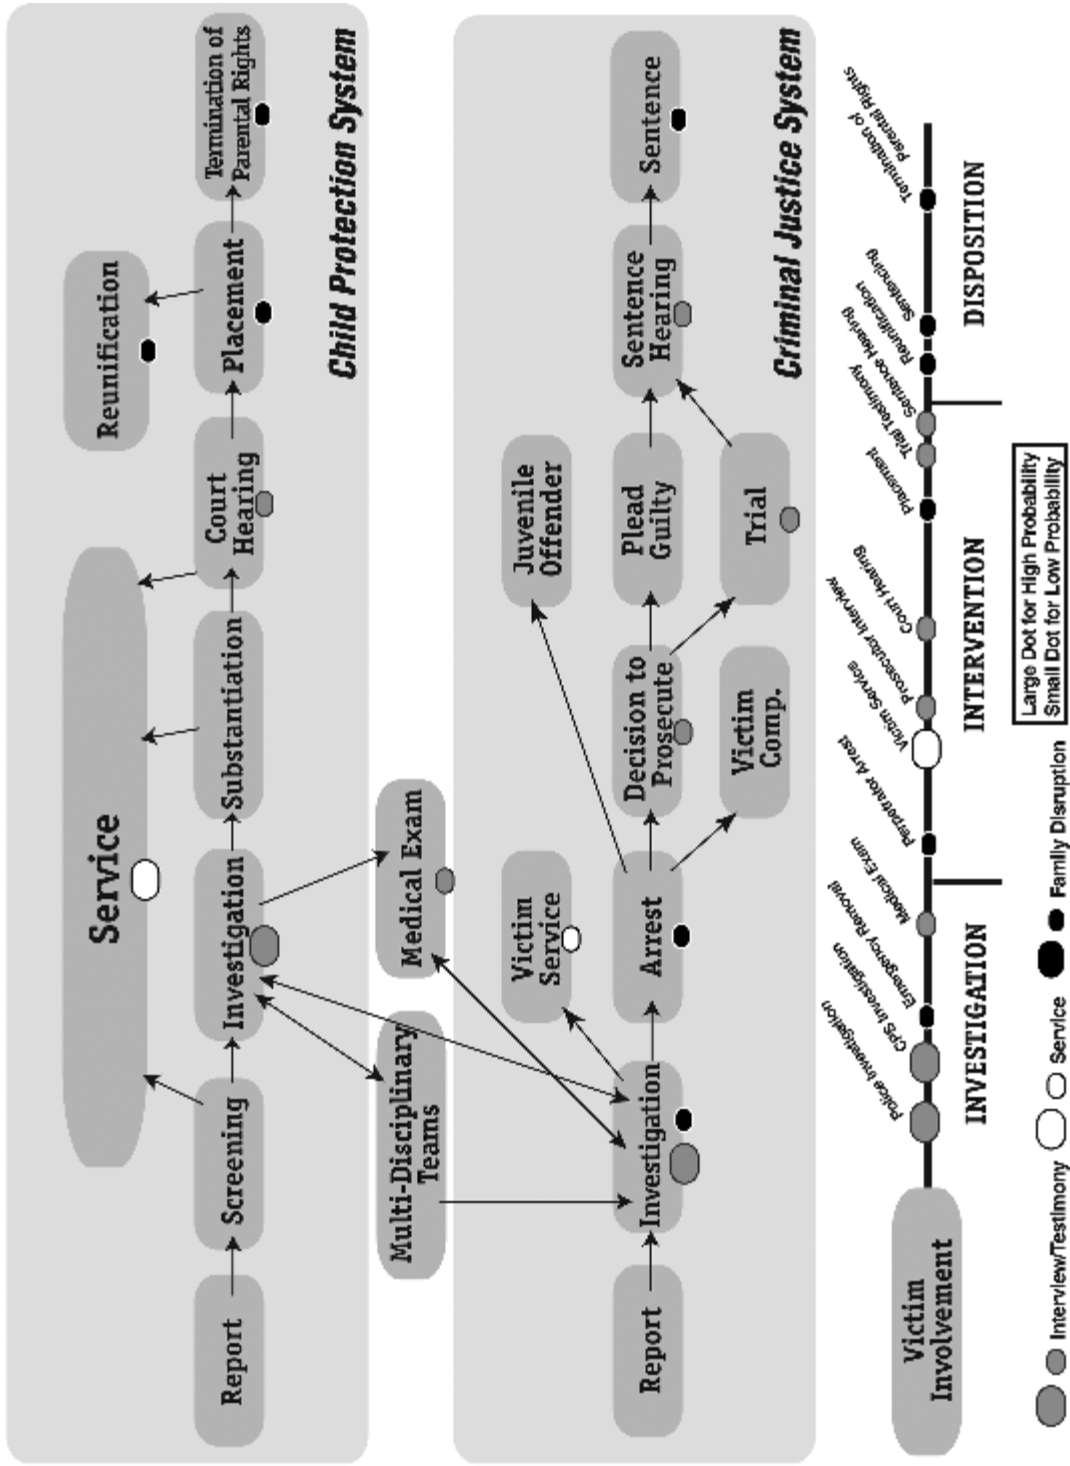 Service
Reunification
Report
Screening
Investigation
Substantiation
Court
Hearing
Placement
Termination of
Parental Rights
Child Protection System
Multi-Disciplinary
Teams
Medical Exam
Victim
Service
Juvenile
Offender
Report
Investigation
Arrest
Decision to
Prosecute
Plead
Guilty
Sentence
Hearing
Sentence
Victim
Comp.
Trial
Criminal Justice System
Victim
Involvement
Police Investigation
CPS Investigation
Emergency Removal
Medical Exam
Perpetrator Arrest
Victim Service
Prosecutor Interview
Court Hearing
Placement
Trial Testimony
Sentence Hearing
Reunification
Sentencing
Termination of
Parental Rights
INVESTIGATION
INTERVENTION
DISPOSITION
Interview/Testimony
Service
Family Disruption
Large Dot for High Probability
Small Dot for Low Probability